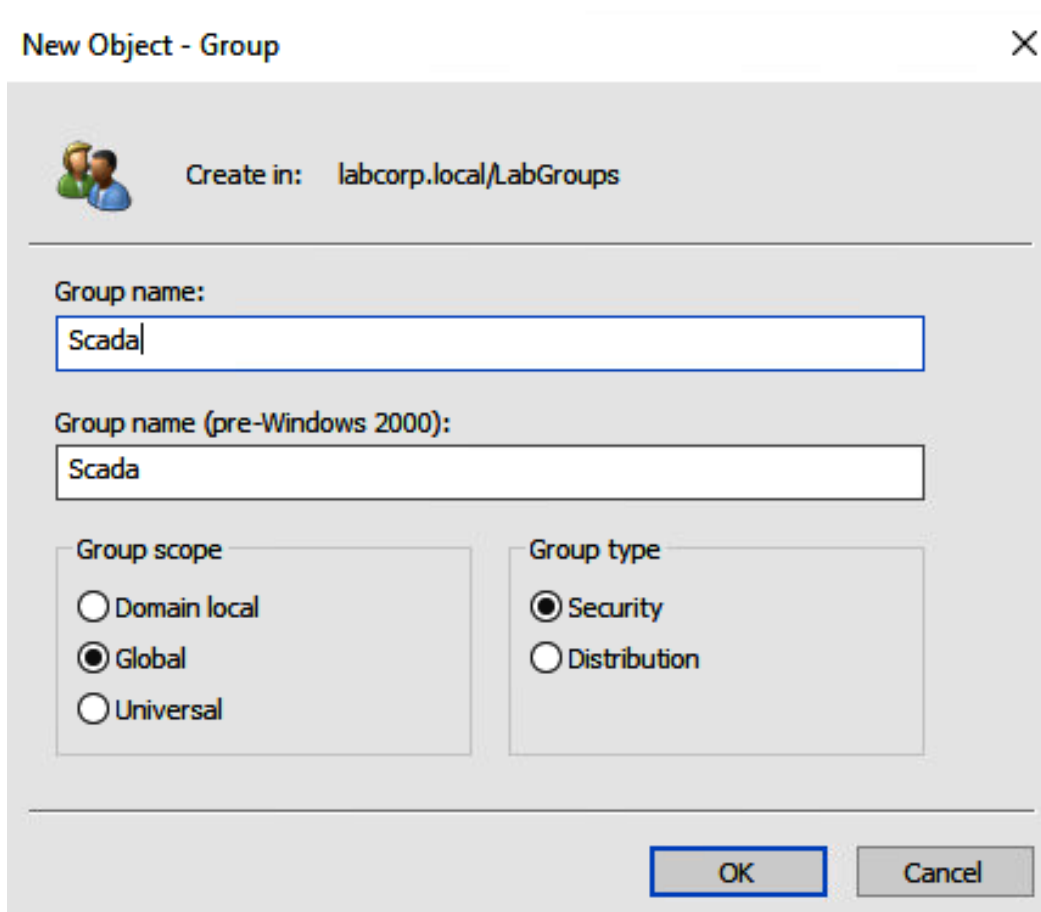 New Object - Group
Create in: labcorp.local/LabGroups
Group name:
Scada
Group name (pre-Windows 2000):
Scada
Group scope
Domain local
Global
Universal
Group type
Security
Distribution
OK
Cancel